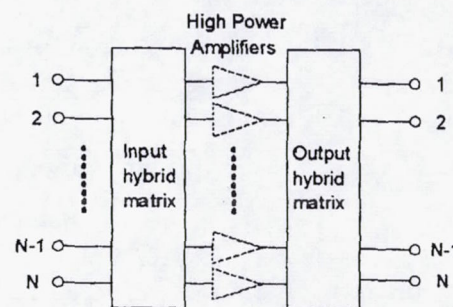 High Power
Amplifiers
1
1
2
2
Input
hybrid
matrix
Output
hybrid
matrix
N-1
N-1
N
N